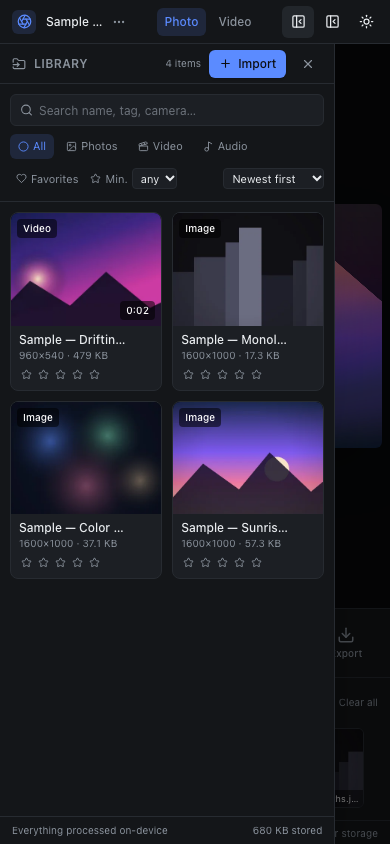 Sample ... Photo Video
LIBRARY 4 items Import
Search name, tag, camera...
All Photos Video Audio
Favorites Min. any Newest first
Video
0:02
Sample — Driftin...
960×540 · 479 KB
Image
Sample — Monol...
1600×1000 · 17.3 KB
Image
Sample — Color ...
1600×1000 · 37.1 KB
Image
Sample — Sunris...
1600×1000 · 57.3 KB
xport
Clear all
hs.j...
r storage
Everything processed on-device 680 KB stored